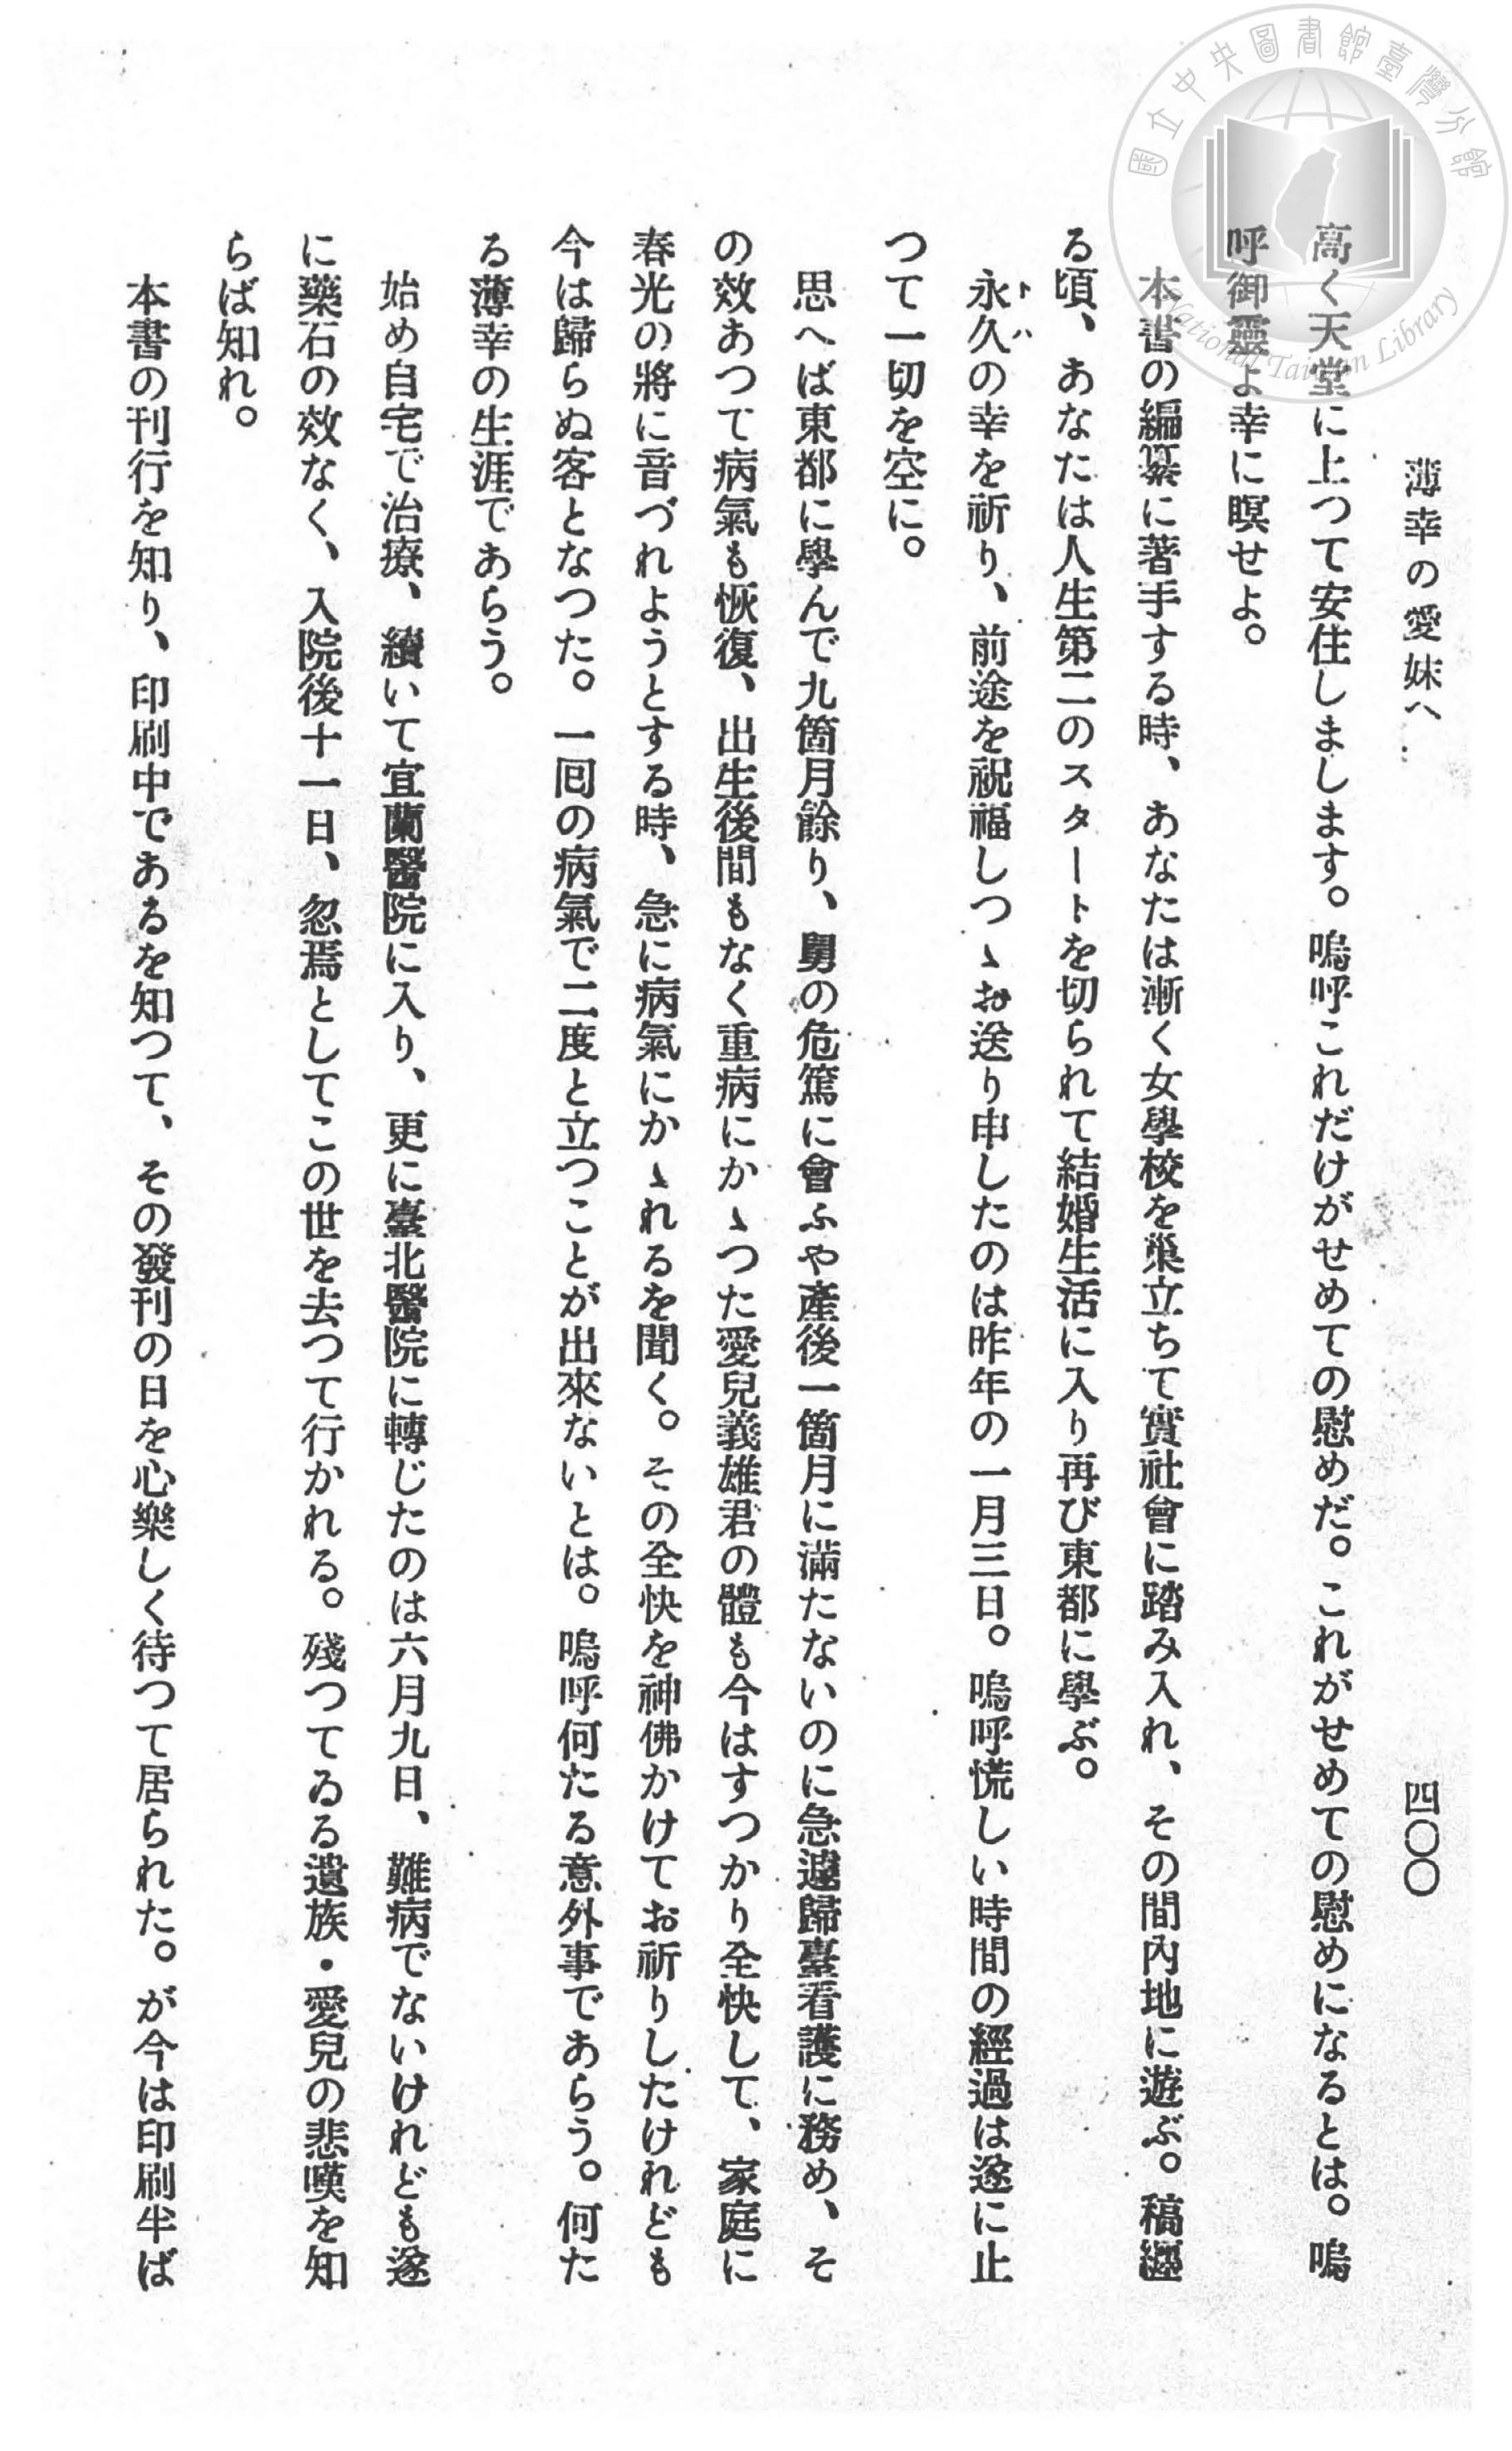 國立中央圖書館臺灣分館
National Taiwan Library
薄幸の愛妹へ
四〇〇
高く天堂に上つて安住しまします。嗚呼これだけがせめての慰めだ。これがせめての慰めになるとは。嗚
呼御靈よ幸に瞑せよ。
本書の編纂に著手する時、あなたは漸く女學校を巣立ちて實社會に踏み入れ、その間內地に遊ぶ。稿纒
る頃、あなたは人生第二のスタートを切られて結婚生活に入り再び東都に學ぶ。
永久トハの幸を祈り、前途を祝福しつゝお送り申したのは昨年の一月三日。嗚呼慌しい時間の經過は遂に止
つて一切を空に。
思へば東都に學んで九箇月餘り、舅の危篤に會ふや產後一箇月に滿たないのに急遽歸臺看護に務め、そ
の效あつて病氣も恢復、出生後間もなく重病にかゝつた愛兒義雄君の體も今はすつかり全快して、家庭に
春光の將に音づれようとする時、急に病氣にかゝれるを聞く。その全快を神佛かけてお祈りしたけれども
今は歸らぬ客となつた。一囘の病氣で二度と立つことが出來ないとは。嗚呼何たる意外事であらう。何た
る薄幸の生涯であらう。
始め自宅で治療、續いて宜蘭醫院に入り、更に臺北醫院に轉じたのは六月九日、難病でないけれども遂
に藥石の效なく、入院後十一日、忽焉としてこの世を去つて行かれる。殘つてゐる遺族・愛兒の悲嘆を知
らば知れ。
本書の刊行を知り、印刷中であるを知つて、その發刊の日を心樂しく待つて居られた。が今は印刷半ば